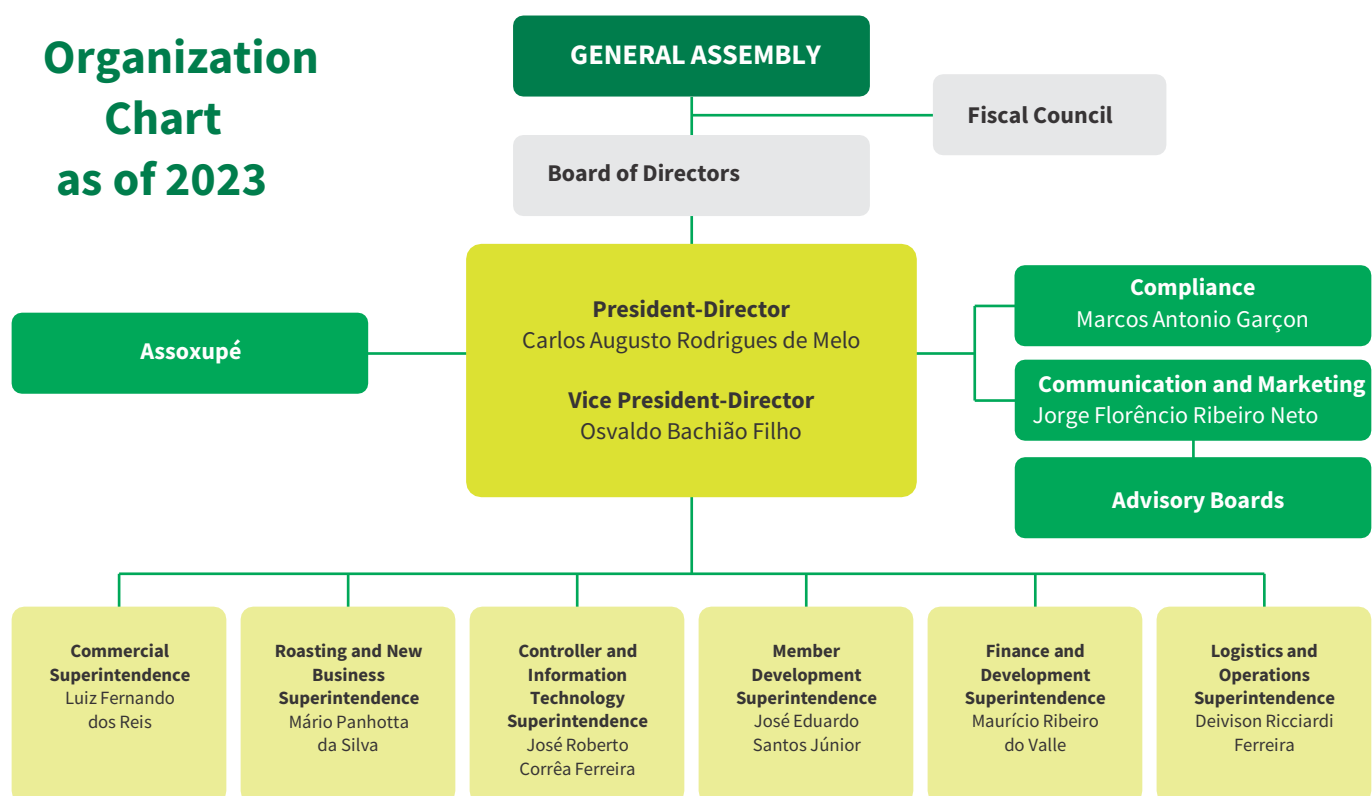 Organization
Chart
as of 2023
GENERAL ASSEMBLY
Fiscal Council
Board of Directors
President-Director
Carlos Augusto Rodrigues de Melo
Vice President-Director
Osvaldo Bachião Filho
Assoxupé
Compliance
Marcos Antonio Garçon
Communication and Marketing
Jorge Florêncio Ribeiro Neto
Advisory Boards
Commercial
Superintendence
Luiz Fernando
dos Reis
Roasting and New
Business
Superintendence
Mário Panhotta
da Silva
Controller and
Information
Technology
Superintendence
José Roberto
Corrêa Ferreira
Member
Development
Superintendence
José Eduardo
Santos Júnior
Finance and
Development
Superintendence
Maurício Ribeiro
do Valle
Logistics and
Operations
Superintendence
Deivison Ricciardi
Ferreira